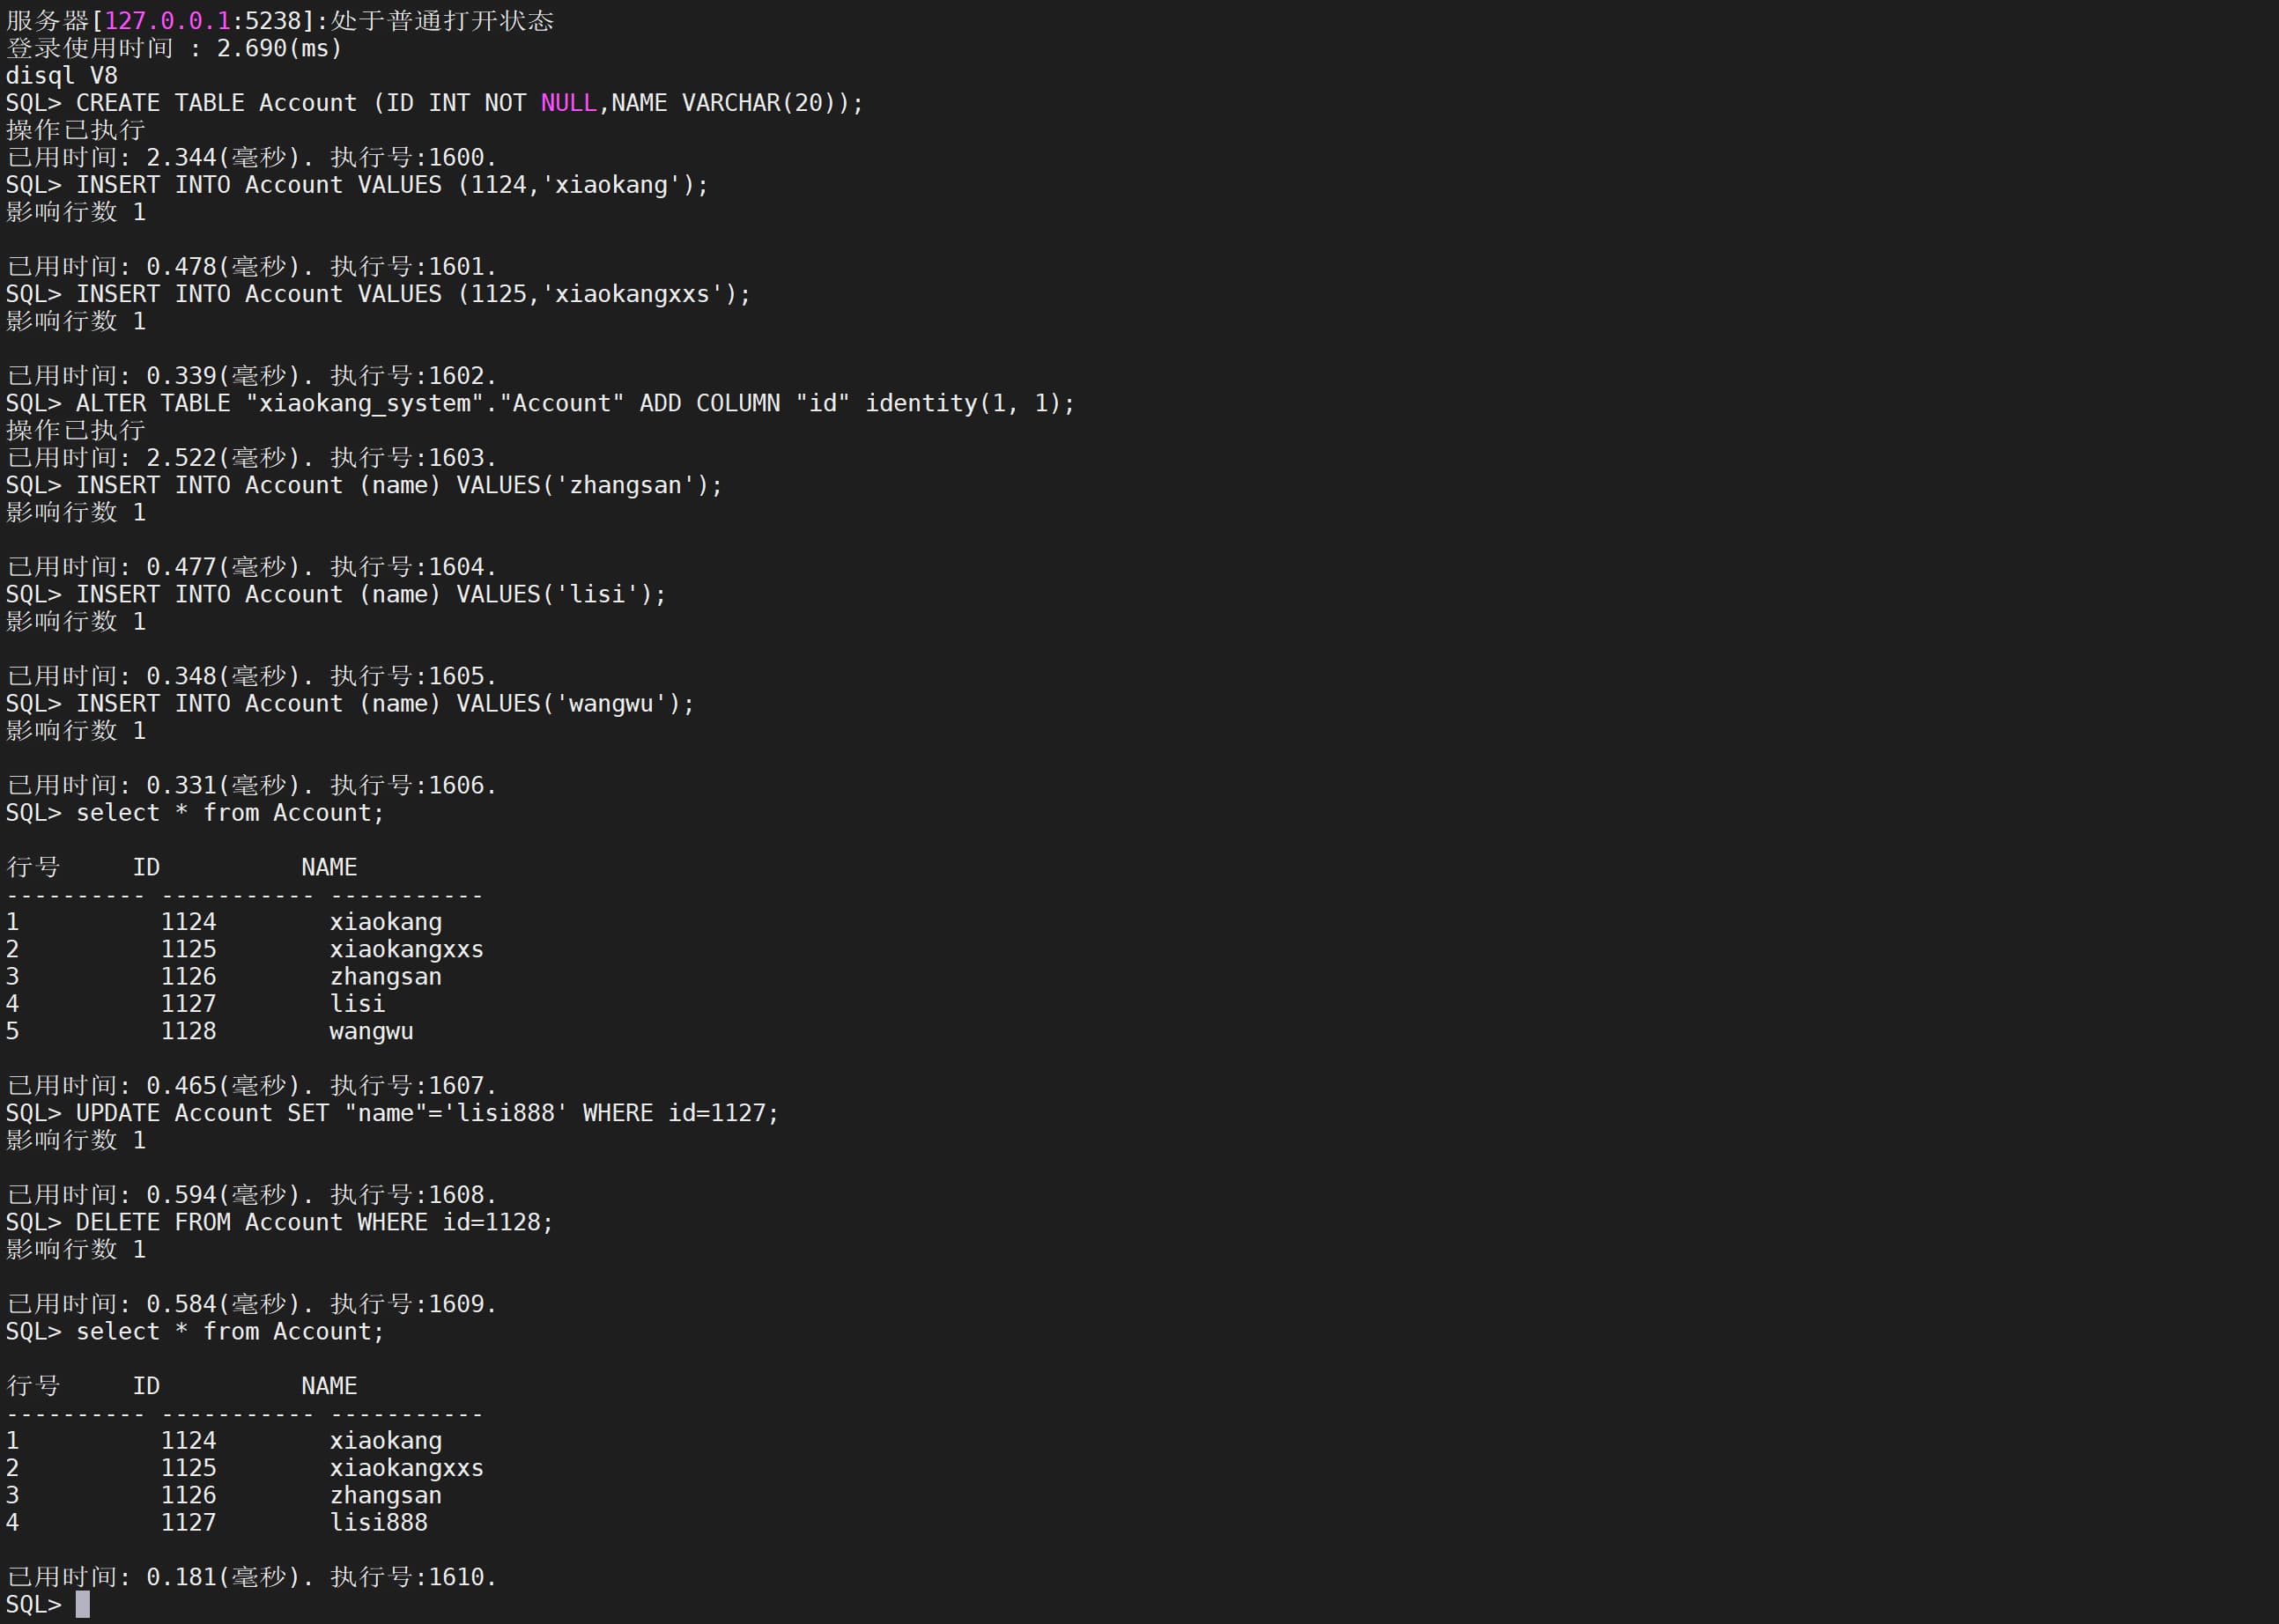 服务器[127.0.0.1:5238]:处于普通打开状态
登录使用时间 : 2.690(ms)
disql V8
SQL> CREATE TABLE Account (ID INT NOT NULL,NAME VARCHAR(20));
操作已执行
已用时间: 2.344(毫秒). 执行号:1600.
SQL> INSERT INTO Account VALUES (1124,'xiaokang');
影响行数 1

已用时间: 0.478(毫秒). 执行号:1601.
SQL> INSERT INTO Account VALUES (1125,'xiaokangxxs');
影响行数 1

已用时间: 0.339(毫秒). 执行号:1602.
SQL> ALTER TABLE "xiaokang_system"."Account" ADD COLUMN "id" identity(1, 1);
操作已执行
已用时间: 2.522(毫秒). 执行号:1603.
SQL> INSERT INTO Account (name) VALUES('zhangsan');
影响行数 1

已用时间: 0.477(毫秒). 执行号:1604.
SQL> INSERT INTO Account (name) VALUES('lisi');
影响行数 1

已用时间: 0.348(毫秒). 执行号:1605.
SQL> INSERT INTO Account (name) VALUES('wangwu');
影响行数 1

已用时间: 0.331(毫秒). 执行号:1606.
SQL> select * from Account;

行号     ID          NAME
---------- ----------- -----------
1          1124        xiaokang
2          1125        xiaokangxxs
3          1126        zhangsan
4          1127        lisi
5          1128        wangwu

已用时间: 0.465(毫秒). 执行号:1607.
SQL> UPDATE Account SET "name"='lisi888' WHERE id=1127;
影响行数 1

已用时间: 0.594(毫秒). 执行号:1608.
SQL> DELETE FROM Account WHERE id=1128;
影响行数 1

已用时间: 0.584(毫秒). 执行号:1609.
SQL> select * from Account;

行号     ID          NAME
---------- ----------- -----------
1          1124        xiaokang
2          1125        xiaokangxxs
3          1126        zhangsan
4          1127        lisi888

已用时间: 0.181(毫秒). 执行号:1610.
SQL>